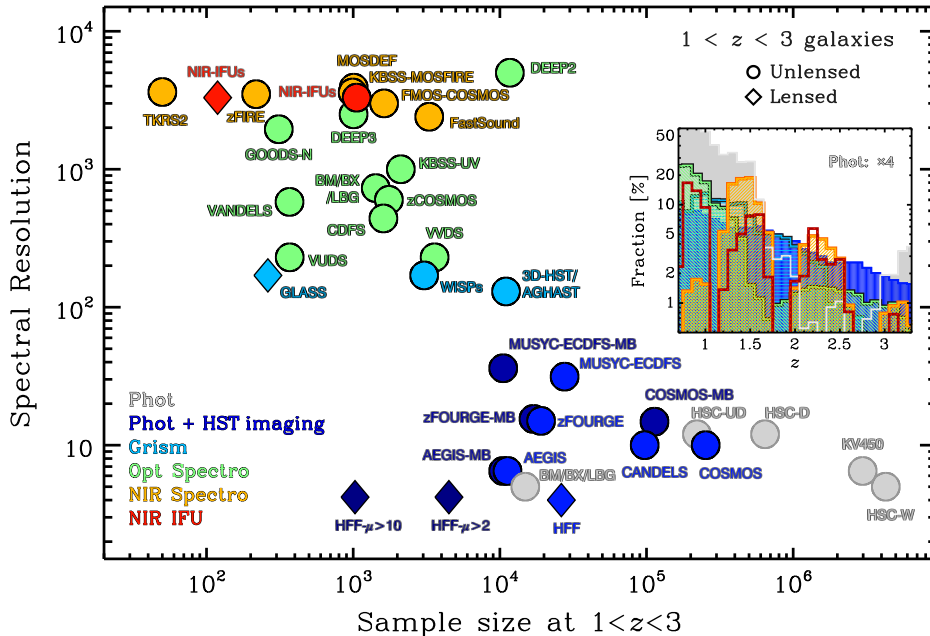 1 < z < 3 galaxies
Unlensed
Lensed
Spectral Resolution
10⁴
10³
10²
10
10²
10³
10⁴
10⁵
10⁶
Sample size at 1<z<3
MOSDEF
KBSS-MOSFIRE
NIR-IFUs
NIR-IFUs
DEEP2
TKRS2
zFIRE
FMOS-COSMOS
FastSound
GOODS-N
DEEP3
KBSS-UV
BM/BX
/LBG
zCOSMOS
VANDELS
CDFS
VVDS
VUDS
GLASS
WISPs
3D-HST/
AGHAST
MUSYC-ECDFS-MB
MUSYC-ECDFS
COSMOS-MB
zFOURGE-MB
zFOURGE
HSC-UD
HSC-D
AEGIS-MB
AEGIS
BM/BX/LBG
CANDELS
COSMOS
KV450
HSC-W
HFF-μ>10
HFF-μ>2
HFF
Phot
Phot + HST imaging
Grism
Opt Spectro
NIR Spectro
NIR IFU
Phot: ×4
Fraction [%]
50
20
10
5
2
1
1
1.5
2
2.5
3
z